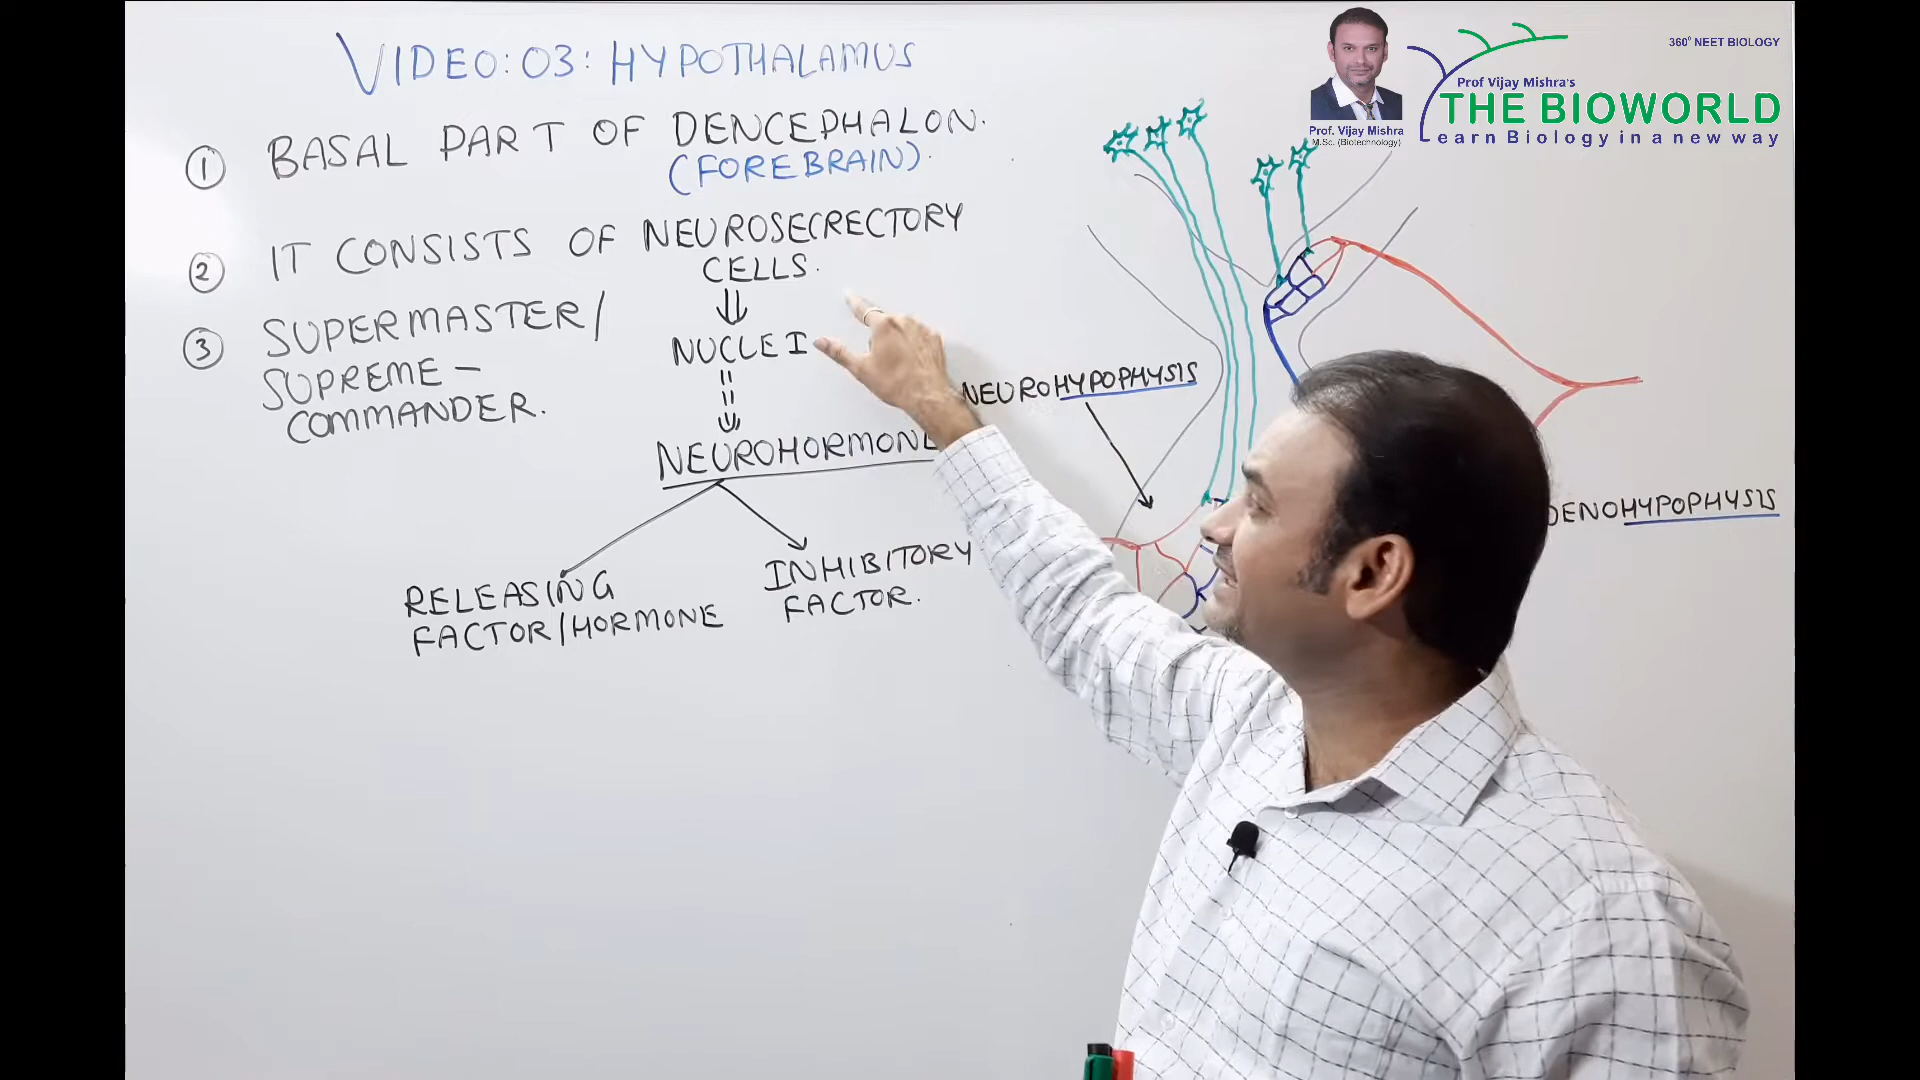 VIDEO: 03: HYPOTHALAMUS
1 BASAL PART OF DENCEPHALON.
(FOREBRAIN).
2 IT CONSISTS OF NEUROSECRECTORY
CELLS.
NUCLEI
NEUROHORMONE
RELEASING
FACTOR/HORMONE
INHIBITORY
FACTOR.
3 SUPERMASTER/
SUPREME-
COMMANDER.
NEUROHYPOPHYSIS
DENOHYPOPHYSIS
360° NEET BIOLOGY
Prof Vijay Mishra's
THE BIOWORLD
Learn Biology in a new way
Prof. Vijay Mishra
M.Sc. (Biotechnology)